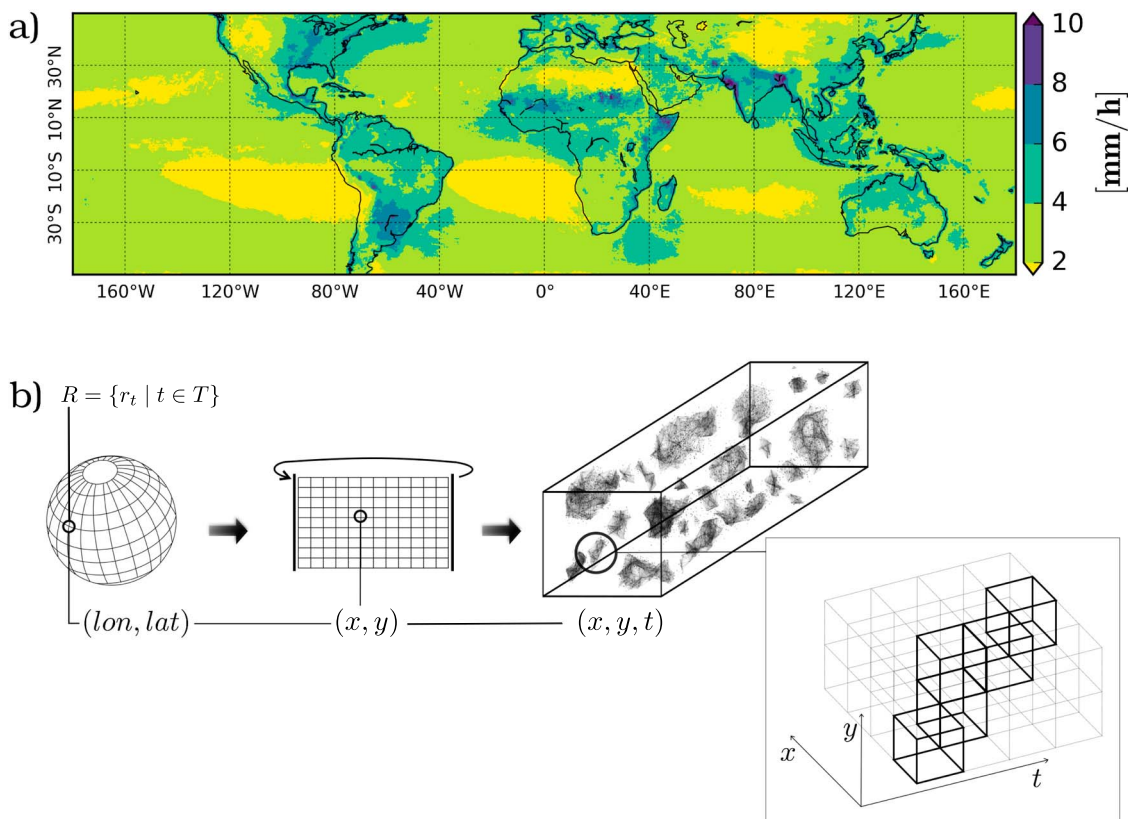 a)
30°N
10°N
10°S
30°S
160°W 120°W 80°W 40°W 0° 40°E 80°E 120°E 160°E
10
8
6
4
2
[mm/h]
b)
R = {r_t | t ∈ T}
(lon, lat)
(x, y)
(x, y, t)
x
y
t